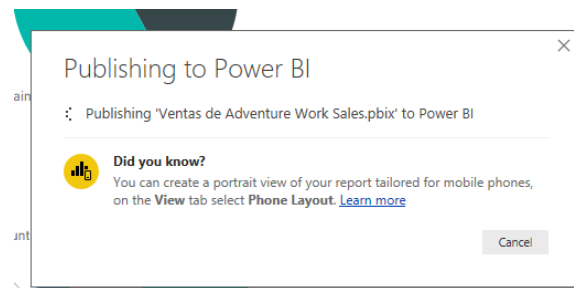 Publishing to Power BI
ain
Publishing 'Ventas de Adventure Work Sales.pbix' to Power BI
Did you know?
You can create a portrait view of your report tailored for mobile phones,
on the View tab select Phone Layout. Learn more
unt
Cancel